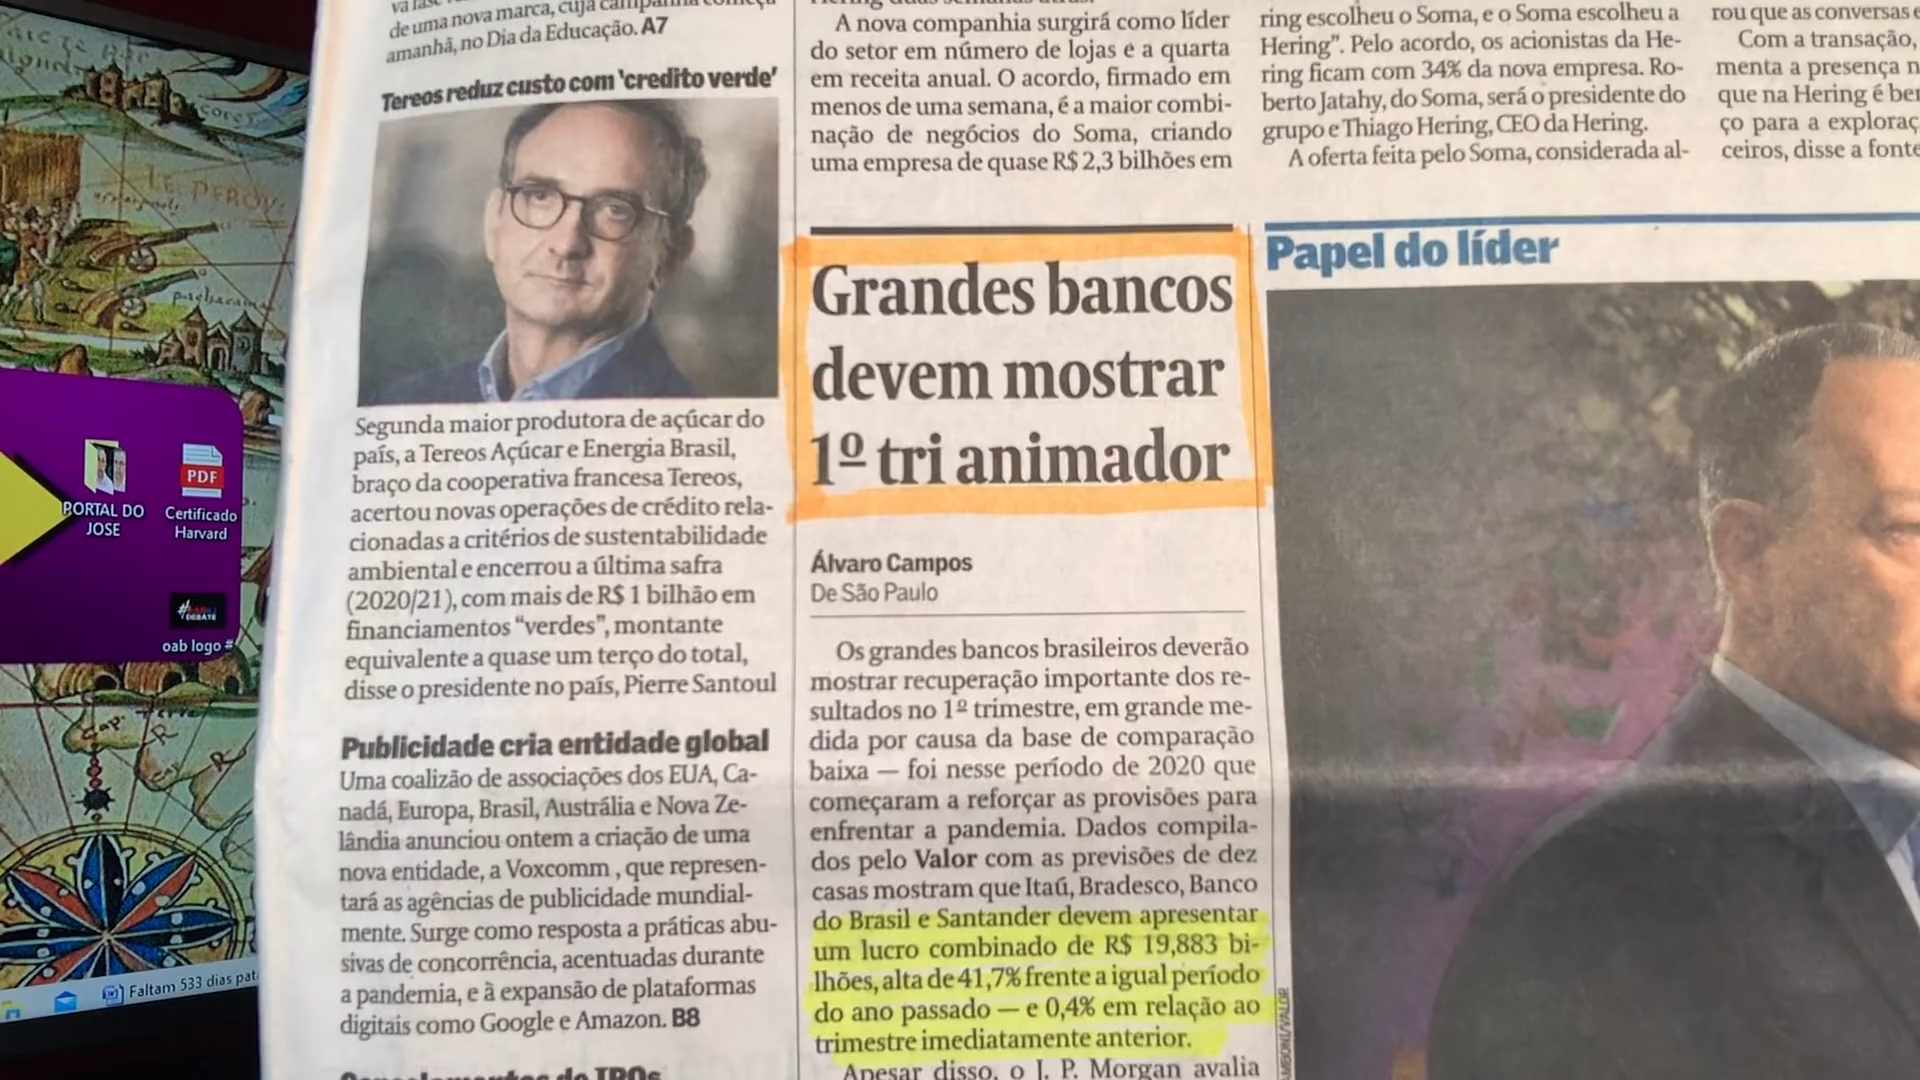 de uma nova marca, cuja campanha começa
amanhã, no Dia da Educação. A7
Tereos reduz custo com 'credito verde'
Segunda maior produtora de açúcar do
país, a Tereos Açúcar e Energia Brasil,
braço da cooperativa francesa Tereos,
acertou novas operações de crédito rela-
cionadas a critérios de sustentabilidade
ambiental e encerrou a última safra
(2020/21), com mais de R$ 1 bilhão em
financiamentos "verdes", montante
equivalente a quase um terço do total,
disse o presidente no país, Pierre Santoul
Publicidade cria entidade global
Uma coalizão de associações dos EUA, Ca-
nadá, Europa, Brasil, Austrália e Nova Ze-
lândia anunciou ontem a criação de uma
nova entidade, a Voxcomm , que represen-
tará as agências de publicidade mundial-
mente. Surge como resposta a práticas abu-
sivas de concorrência, acentuadas durante
a pandemia, e à expansão de plataformas
digitais como Google e Amazon. B8
A nova companhia surgirá como líder
do setor em número de lojas e a quarta
em receita anual. O acordo, firmado em
menos de uma semana, é a maior combi-
nação de negócios do Soma, criando
uma empresa de quase R$ 2,3 bilhões em
ring escolheu o Soma, e o Soma escolheu a
Hering". Pelo acordo, os acionistas da He-
ring ficam com 34% da nova empresa. Ro-
berto Jatahy, do Soma, será o presidente do
grupo e Thiago Hering, CEO da Hering.
A oferta feita pelo Soma, considerada al-
rou que as conversas e
Com a transação,
menta a presença n
que na Hering é ber
ço para a exploraç
ceiros, disse a fonte
Grandes bancos
devem mostrar
1º tri animador
Álvaro Campos
De São Paulo
Os grandes bancos brasileiros deverão
mostrar recuperação importante dos re-
sultados no 1º trimestre, em grande me-
dida por causa da base de comparação
baixa — foi nesse período de 2020 que
começaram a reforçar as provisões para
enfrentar a pandemia. Dados compila-
dos pelo Valor com as previsões de dez
casas mostram que Itaú, Bradesco, Banco
do Brasil e Santander devem apresentar
um lucro combinado de R$ 19,883 bi-
lhões, alta de 41,7% frente a igual período
do ano passado — e 0,4% em relação ao
trimestre imediatamente anterior.
Apesar disso, o J. P. Morgan avalia
Papel do líder
PORTAL DO
JOSE
PDF
Certificado
Harvard
oab logo #
Faltam 533 dias pat
LE PEROV